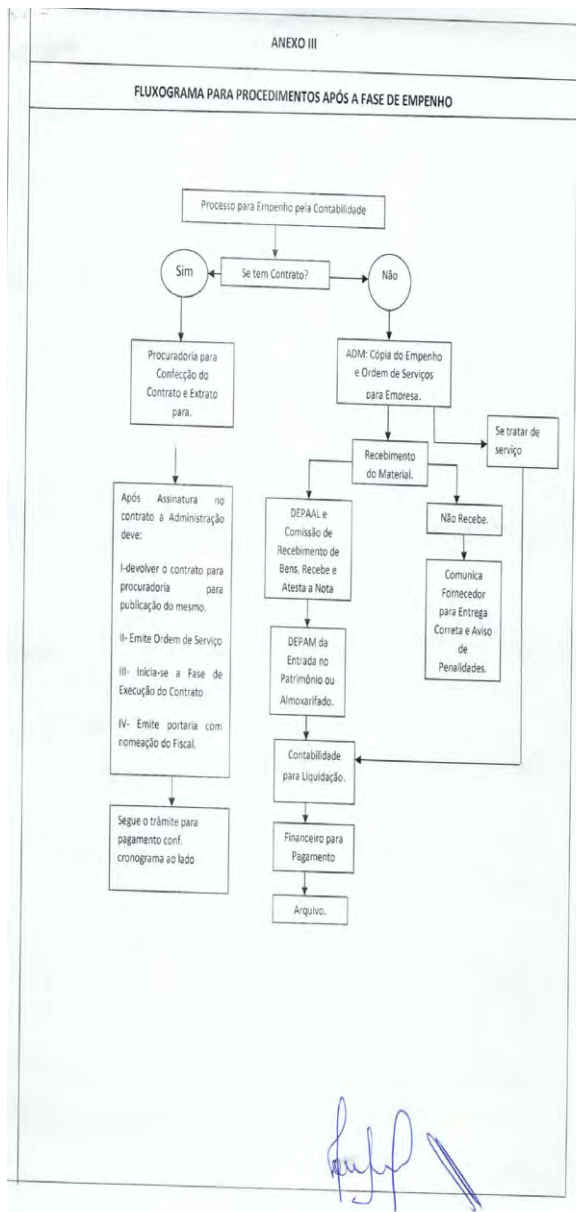 ANEXO III
FLUXOGRAMA PARA PROCEDIMENTOS APÓS A FASE DE EMPENHO
Processo para Empenho pela Contabilidade
Sim
Se tem Contrato?
Não
Procuradoria para
Confecção do
Contrato e Extrato
para.
ADM: Cópia do Empenho
e Ordem de Serviços
para Empresa.
Se tratar de
serviço
Recebimento
do Material.
Após Assinatura no
contrato a Administração
deve:
I-devolver o contrato para
procuradoria para
publicação do mesmo.
II- Emite Ordem de Serviço
III- Inicia-se a Fase de
Execução do Contrato
IV- Emite portaria com
nomeação do Fiscal.
DEPAAL e
Comissão de
Recebimento de
Bens, Recebe e
Atesta a Nota
Não Recebe.
Comunica
Fornecedor
para Entrega
Correta e Aviso
de
Penalidades.
DEPAM da
Entrada no
Patrimônio ou
Almoxarifado.
Contabilidade
para Liquidação.
Segue o trâmite para
pagamento conf.
cronograma ao lado
Financeiro para
Pagamento
Arquivo.